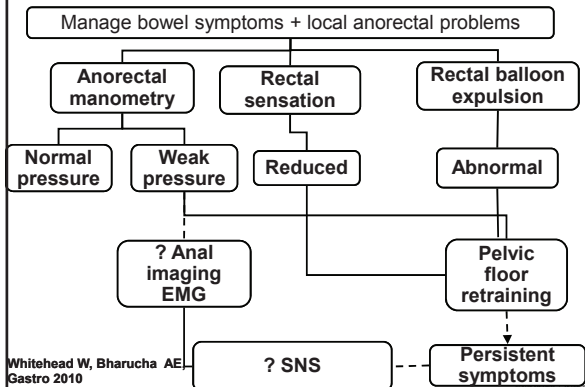 Manage bowel symptoms + local anorectal problems
Anorectal
manometry
Rectal
sensation
Rectal balloon
expulsion
Normal
pressure
Weak
pressure
Reduced
Abnormal
? Anal
imaging
EMG
Pelvic
floor
retraining
Whitehead W, Bharucha AE,
Gastro 2010
? SNS
Persistent
symptoms